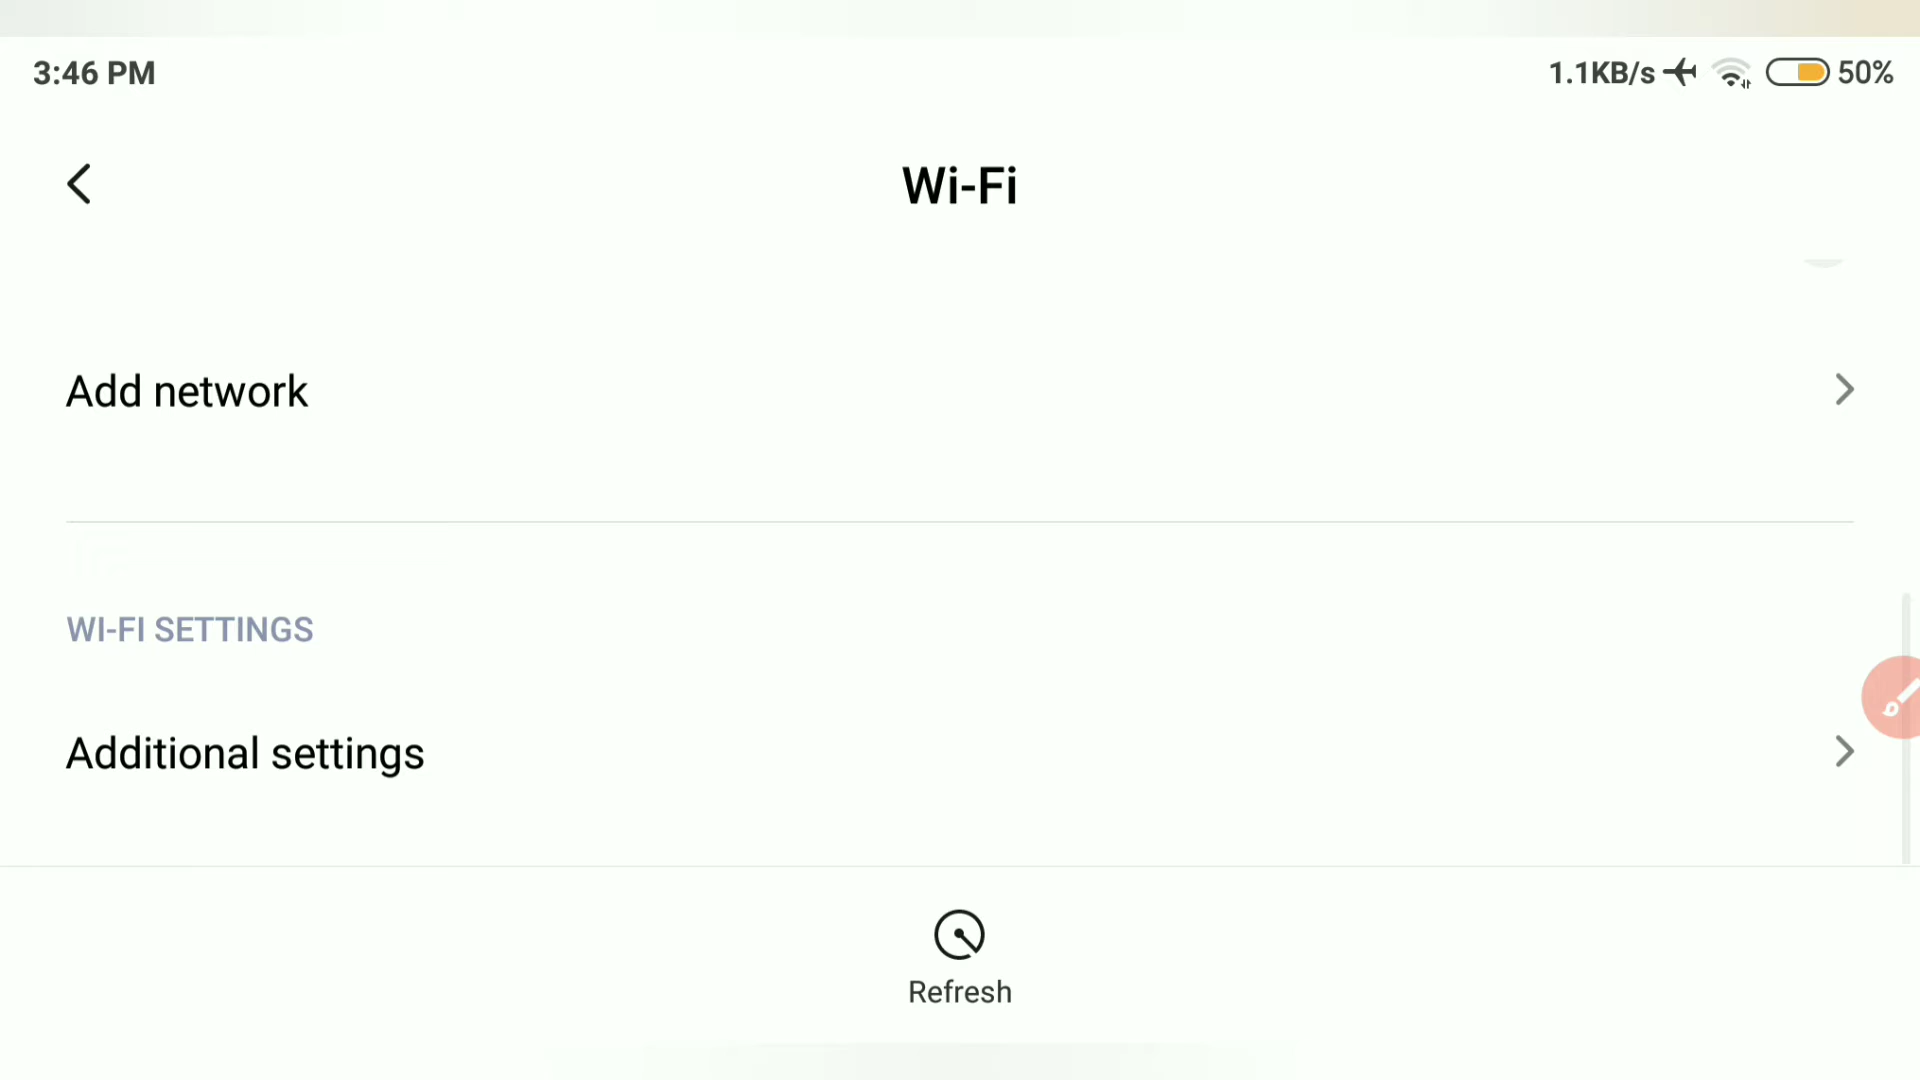 3:46 PM
1.1KB/s 50%
Wi-Fi
Add network
WI-FI SETTINGS
Additional settings
Refresh